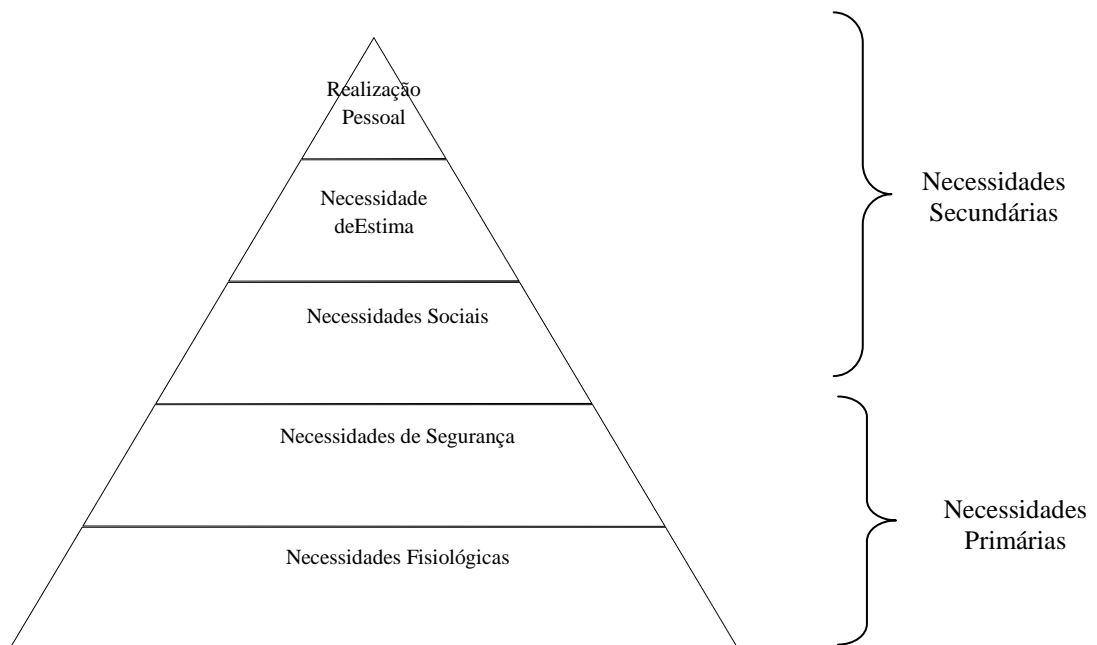 Realização
Pessoal
Necessidade
deEstima
Necessidades Sociais
Necessidades de Segurança
Necessidades Fisiológicas
Necessidades
Secundárias
Necessidades
Primárias